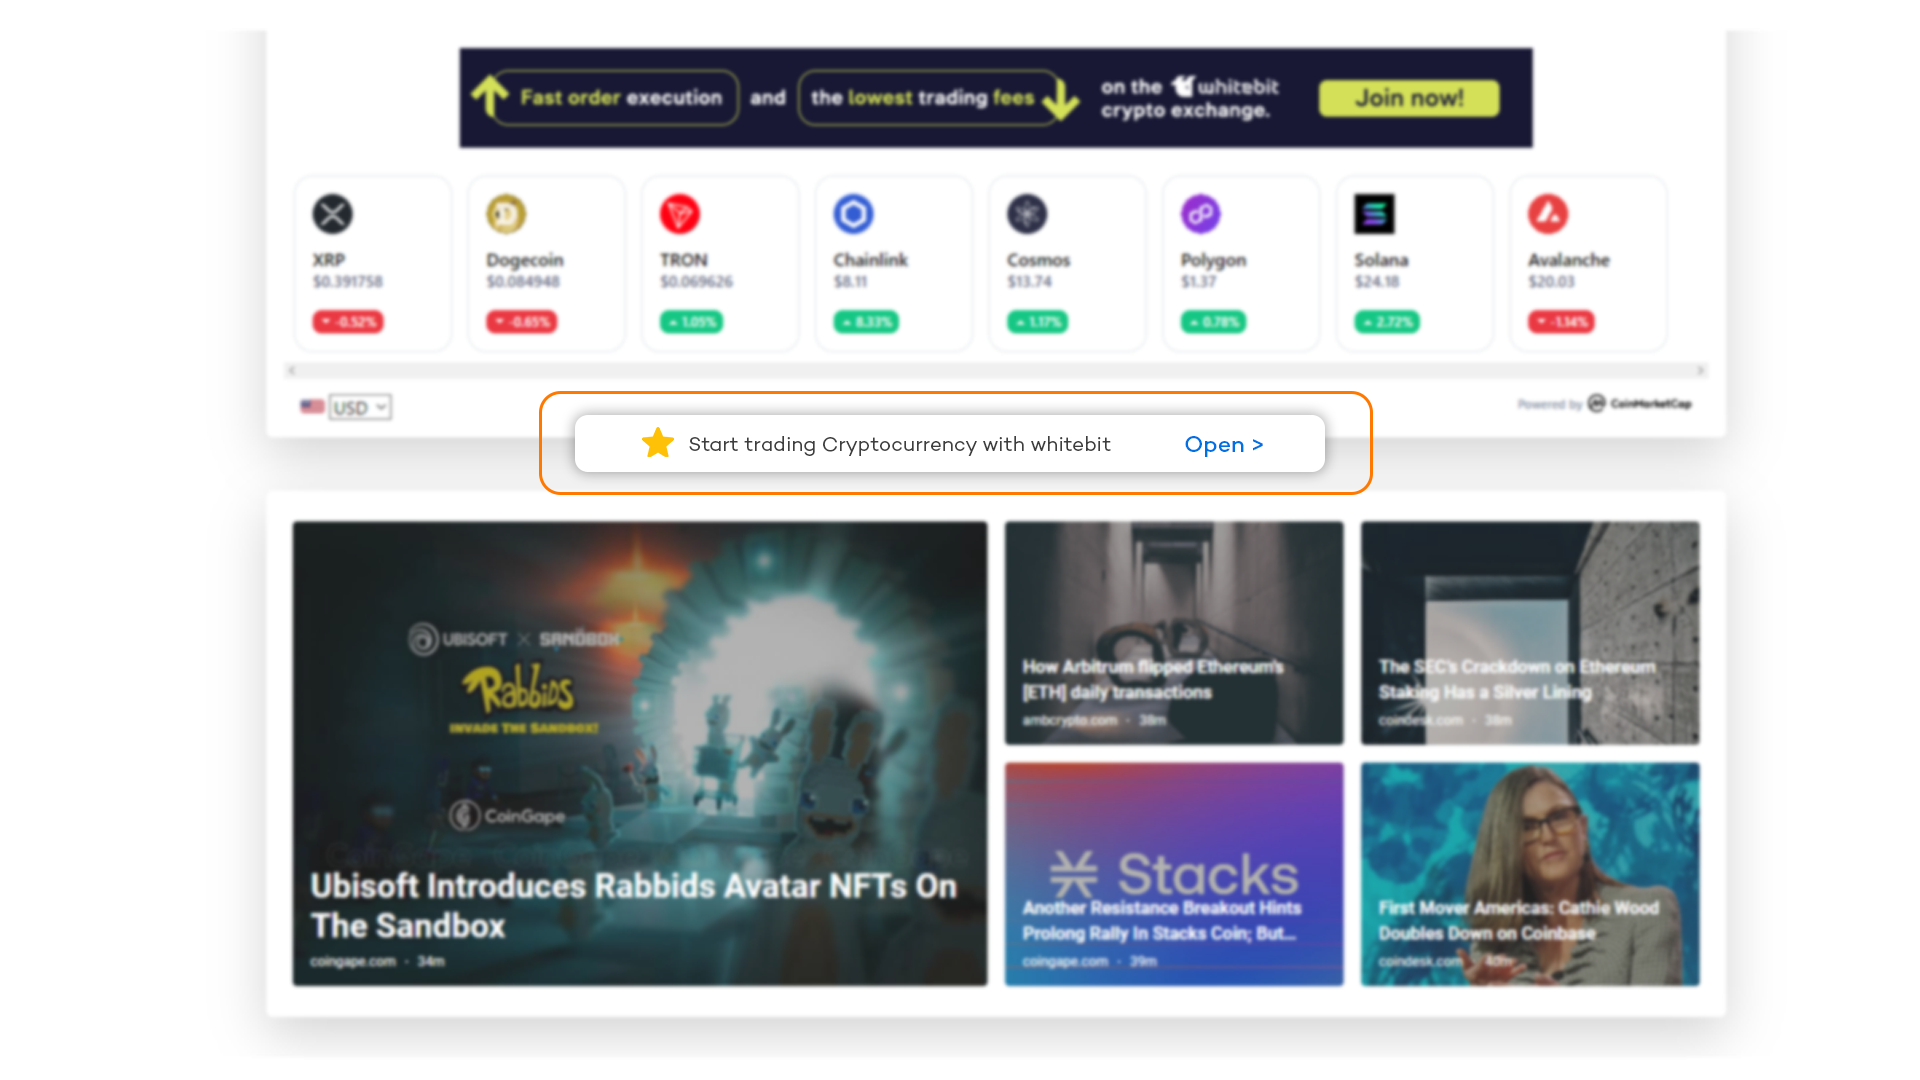 Fast order execution and the lowest trading fees on the whitebit
crypto exchange.
Join now!
XRP
$0.391758
-0.52%
Dogecoin
$0.084948
-0.65%
TRON
$0.069626
1.05%
Chainlink
$8.11
8.33%
Cosmos
$13.74
1.17%
Polygon
$1.37
0.78%
Solana
$24.18
2.72%
Avalanche
$20.03
-1.14%
USD
Powered by CoinMarketCap
Start trading Cryptocurrency with whitebit
Open >
UBISOFT × SANDBOX
Rabbids
INVADE THE SANDBOX!
CoinGape
Ubisoft Introduces Rabbids Avatar NFTs On
The Sandbox
coingape.com · 34m
How Arbitrum flipped Ethereum's
[ETH] daily transactions
ambcrypto.com · 38m
The SEC's Crackdown on Ethereum
Staking Has a Silver Lining
coindesk.com · 38m
Stacks
Another Resistance Breakout Hints
Prolong Rally In Stacks Coin; But...
coingape.com · 39m
First Mover Americas: Cathie Wood
Doubles Down on Coinbase
coindesk.com